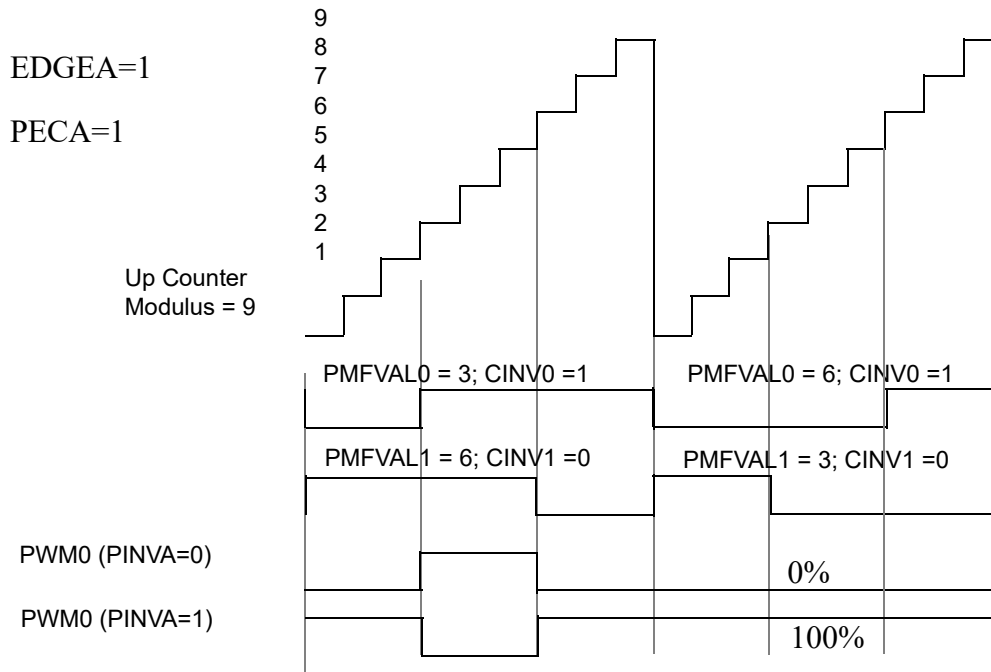 9
8
EDGEA=1
7
6
PECA=1
5
4
3
2
1
Up Counter
Modulus = 9
PMFVAL0 = 3; CINV0 =1
PMFVAL0 = 6; CINV0 =1
PMFVAL1 = 6; CINV1 =0
PMFVAL1 = 3; CINV1 =0
PWM0 (PINVA=0)
0%
PWM0 (PINVA=1)
100%